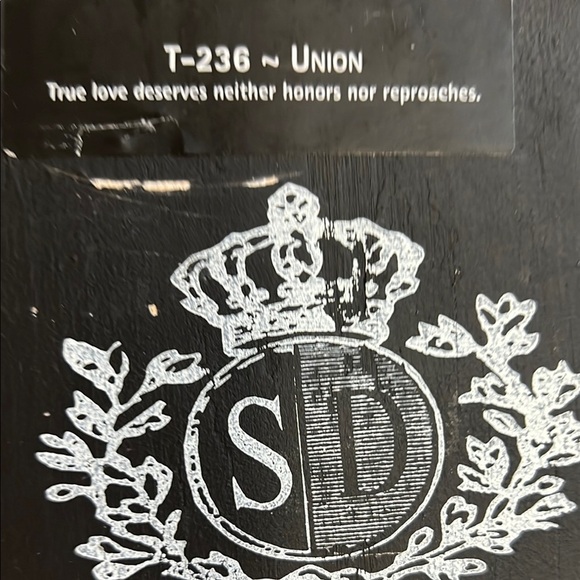 T-236 ~ UNION
True love deserves neither honors nor reproaches.
S D